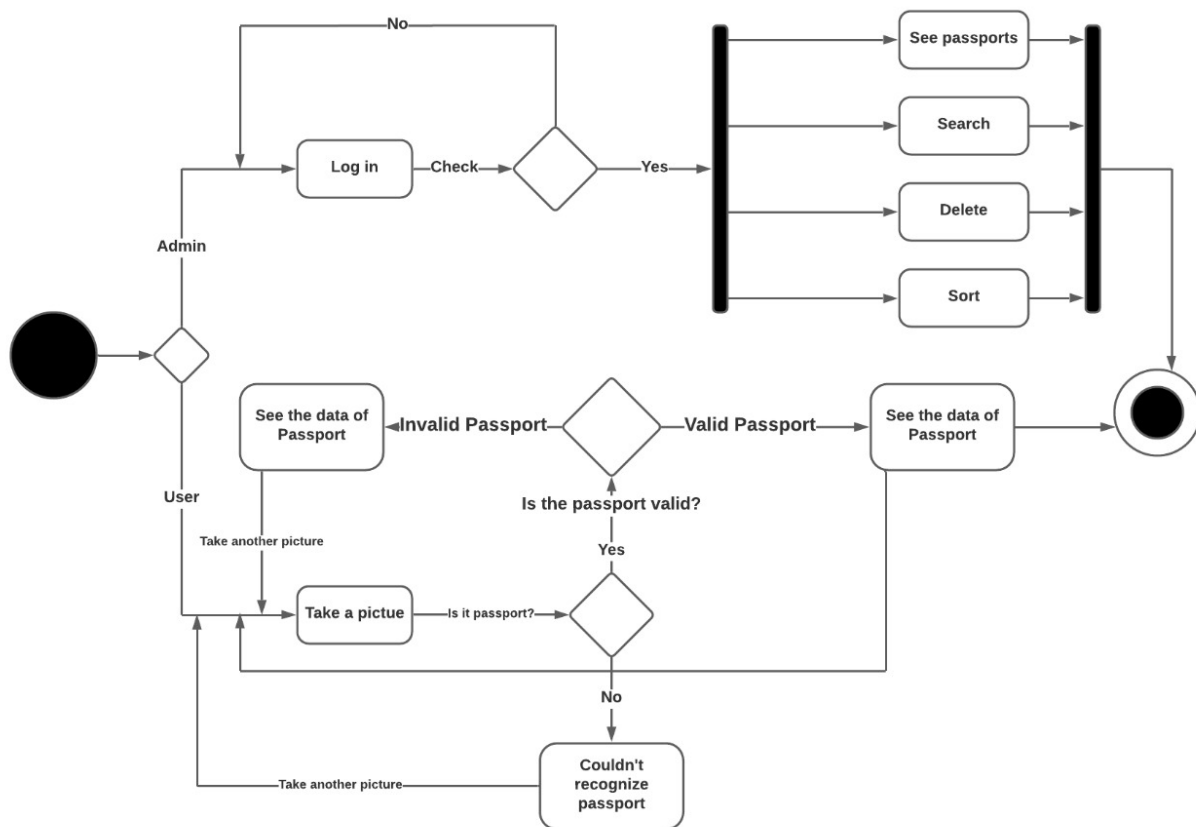 No
See passports
Log in
Check
Yes
Search
Delete
Sort
Admin
See the data of
Passport
Invalid Passport
Valid Passport
See the data of
Passport
User
Is the passport valid?
Take another picture
Yes
Take a pictue
Is it passport?
No
Couldn't
recognize
passport
Take another picture